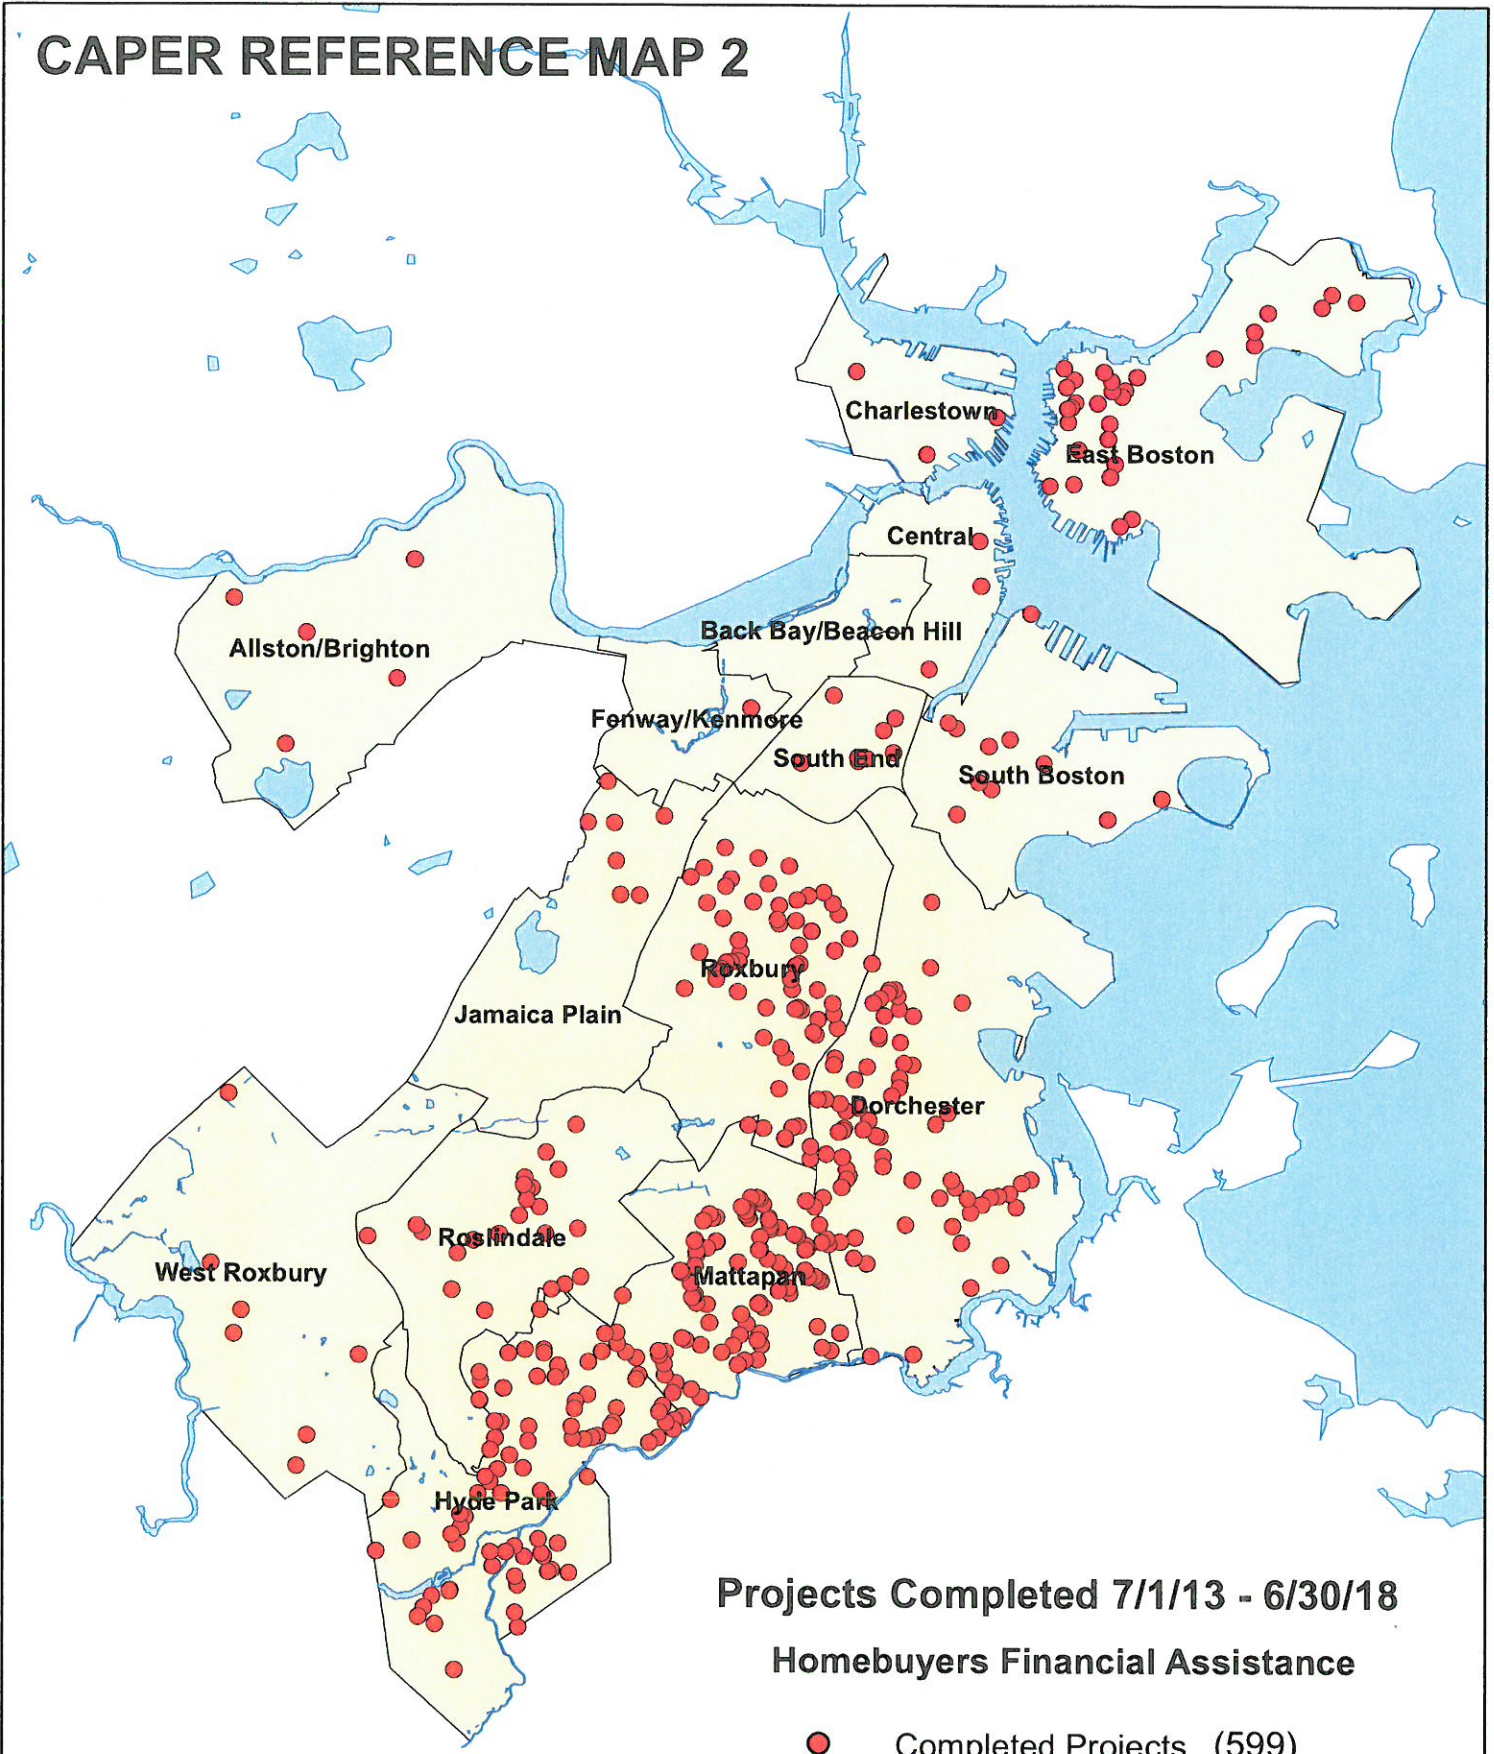 CAPER REFERENCE MAP 2
Charlestown
East Boston
Central
Allston/Brighton
Back Bay/Beacon Hill
Fenway/Kenmore
South End
South Boston
Roxbury
Jamaica Plain
Dorchester
Roslindale
West Roxbury
Mattapan
Hyde Park
Projects Completed 7/1/13 - 6/30/18
Homebuyers Financial Assistance
Completed Projects (599)